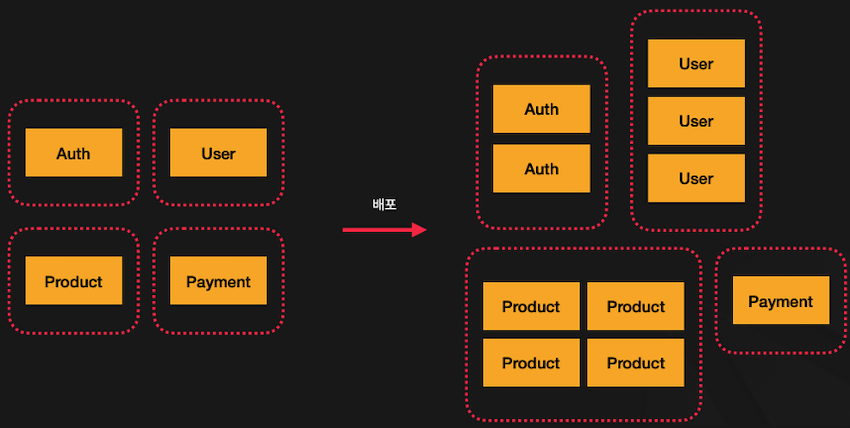 Auth
User
Product
Payment
배포
Auth
Auth
User
User
User
Product
Product
Product
Product
Payment